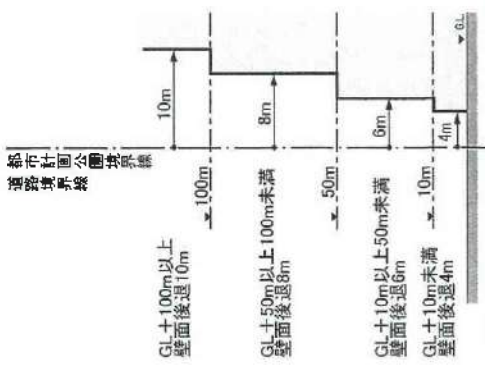 都市計画公園境界線
道路境界線
10m
100m
GL+100m以上
壁面後退10m
8m
50m
GL+50m以上100m未満
壁面後退8m
6m
10m
GL+10m以上50m未満
壁面後退6m
4m
GL+10m未満
壁面後退4m
G.L.